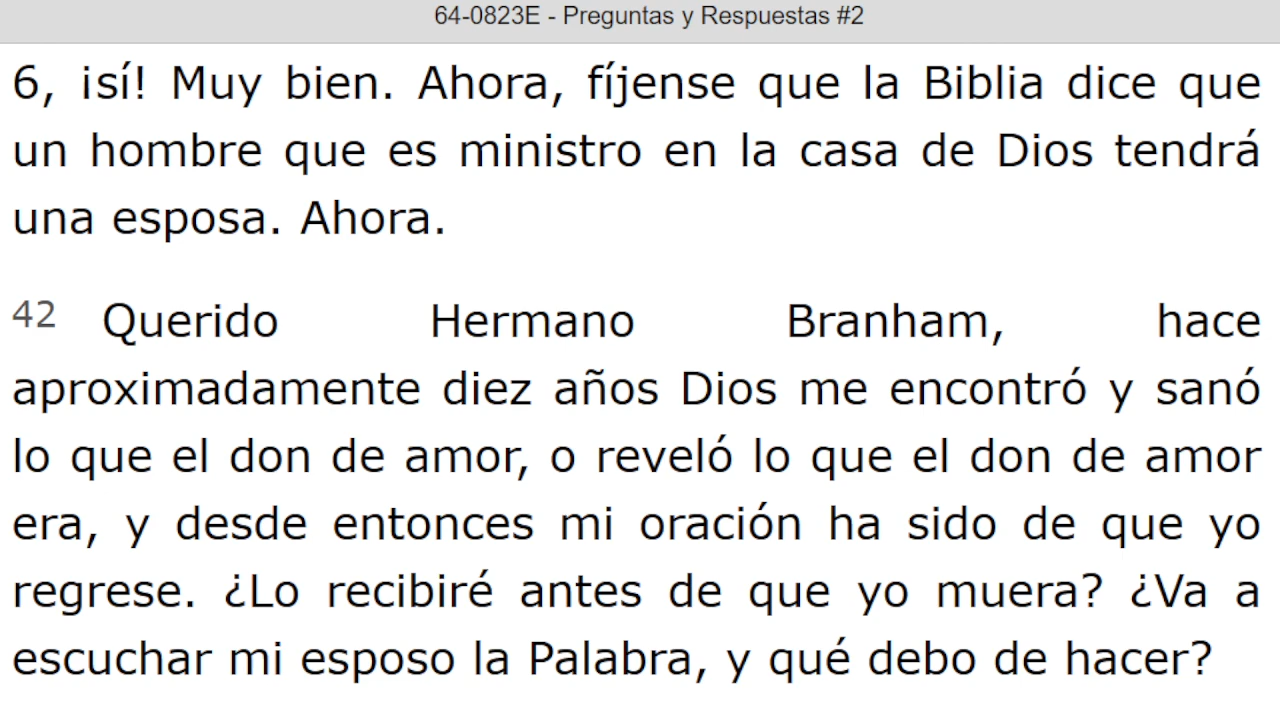 64-0823E - Preguntas y Respuestas #2
6, ¡sí! Muy bien. Ahora, fíjense que la Biblia dice que
un hombre que es ministro en la casa de Dios tendrá
una esposa. Ahora.
42 Querido Hermano Branham, hace
aproximadamente diez años Dios me encontró y sanó
lo que el don de amor, o reveló lo que el don de amor
era, y desde entonces mi oración ha sido de que yo
regrese. ¿Lo recibiré antes de que yo muera? ¿Va a
escuchar mi esposo la Palabra, y qué debo de hacer?